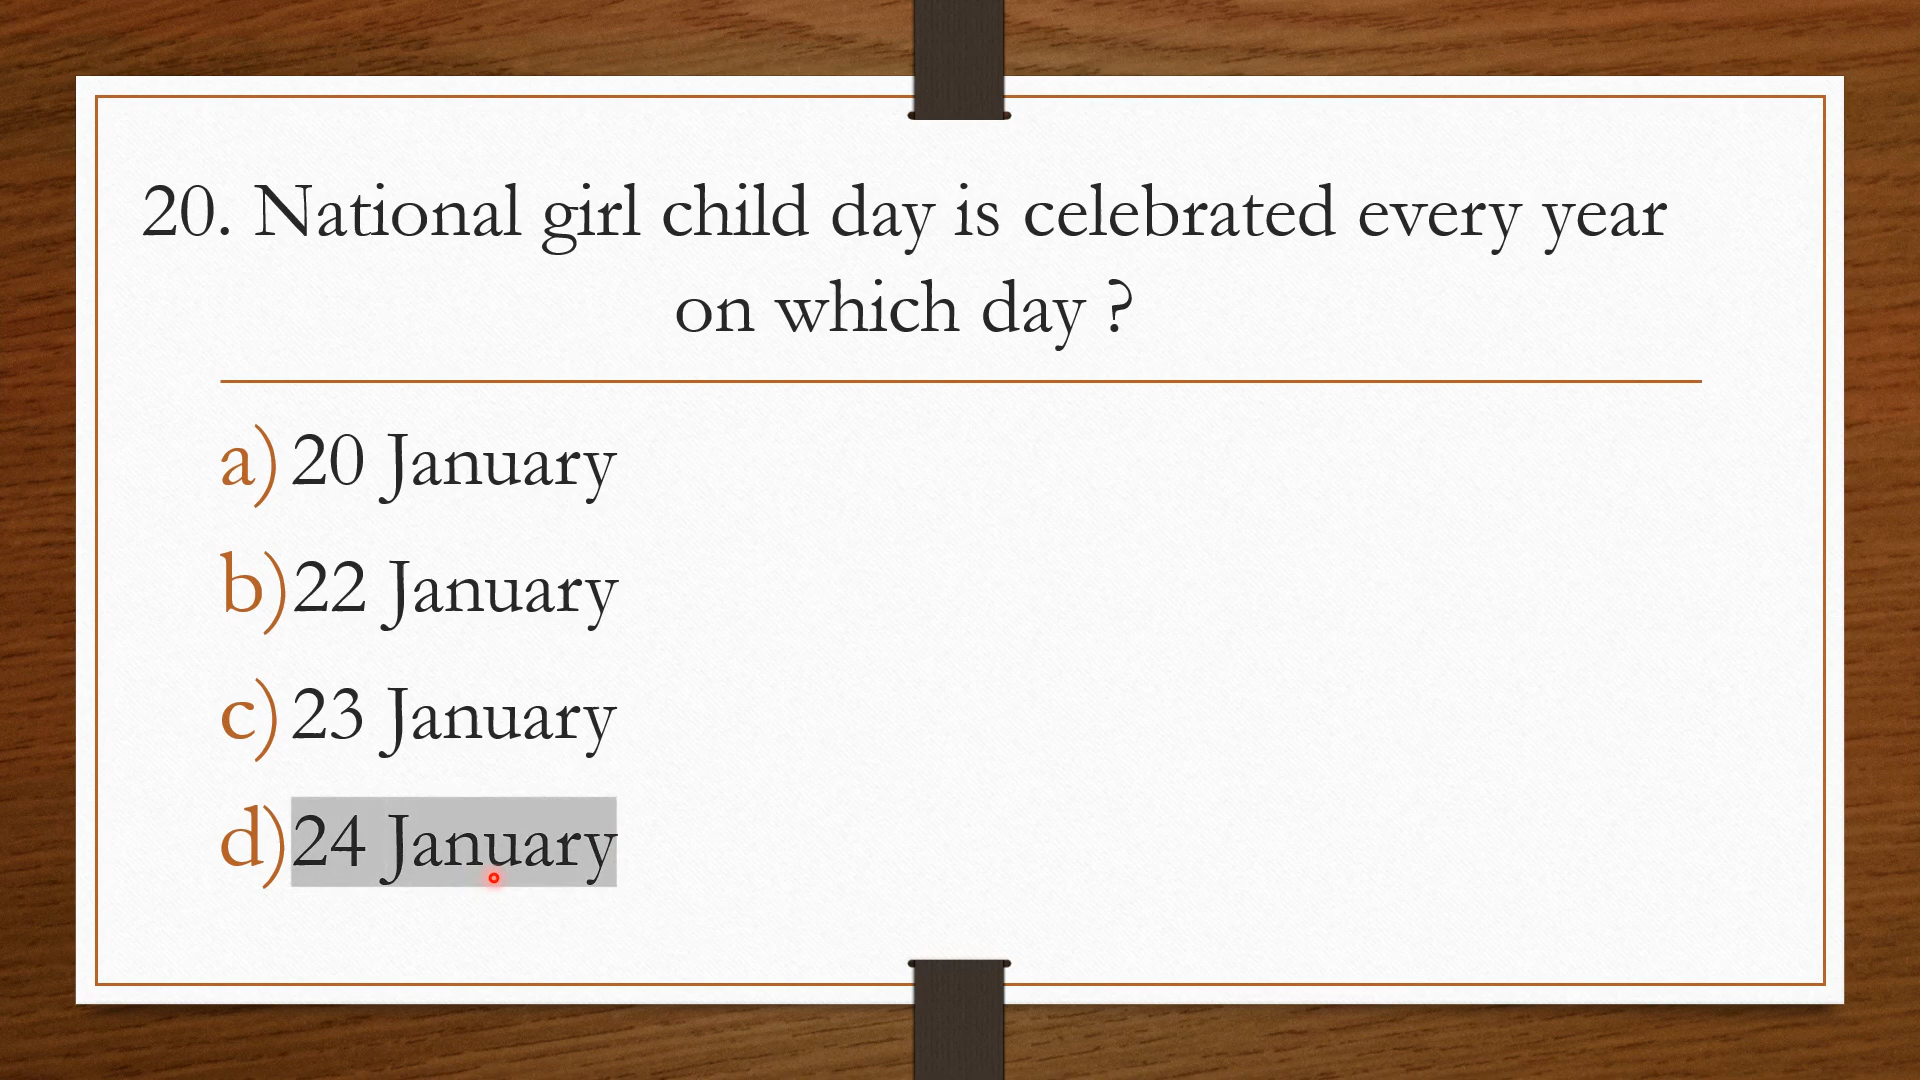 20. National girl child day is celebrated every year
on which day ?
a) 20 January
b) 22 January
c) 23 January
d) 24 January